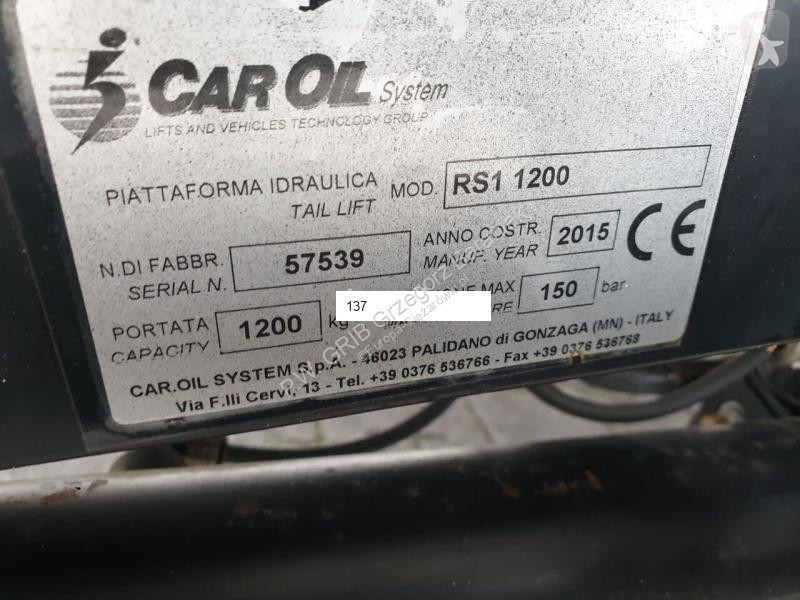 CAR OIL System
LIFTS AND VEHICLES TECHNOLOGY GROUP
PIATTAFORMA IDRAULICA
TAIL LIFT
MOD. RS1 1200
N.DI FABBR.
SERIAL N.
57539
ANNO COSTR.
MANUF. YEAR
2015
CE
137
PORTATA
CAPACITY
1200 kg
MAX
150 bar
CAR.OIL SYSTEM S.p.A. - 46023 PALIDANO di GONZAGA (MN) - ITALY
Via F.lli Cervi, 13 - Tel. +39 0376 536766 - Fax +39 0376 536768
P.W. GRIB Grzegorz